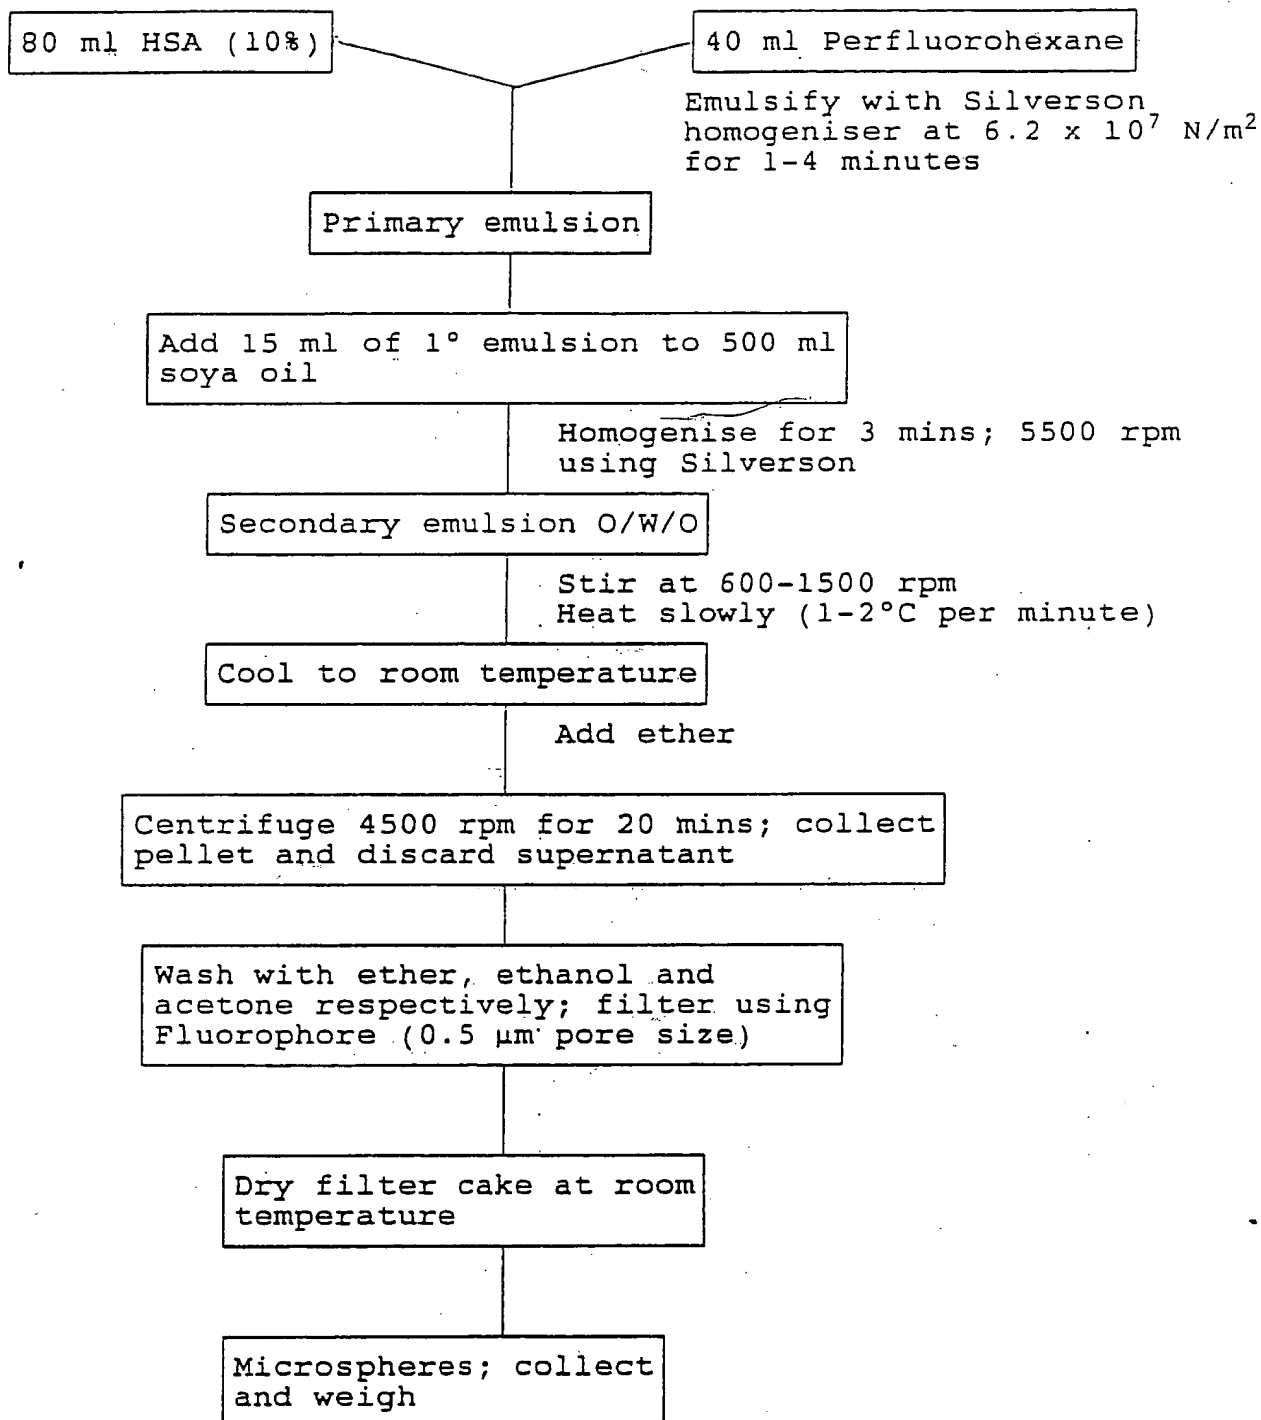 80 ml HSA (10%)
40 ml Perfluorohexane
Emulsify with Silverson
homogeniser at 6.2 x 10⁷ N/m²
for 1-4 minutes
Primary emulsion
Add 15 ml of 1° emulsion to 500 ml
soya oil
Homogenise for 3 mins; 5500 rpm
using Silverson
Secondary emulsion O/W/O
Stir at 600-1500 rpm
Heat slowly (1-2°C per minute)
Cool to room temperature
Add ether
Centrifuge 4500 rpm for 20 mins; collect
pellet and discard supernatant
Wash with ether, ethanol and
acetone respectively; filter using
Fluorophore (0.5 µm pore size)
Dry filter cake at room
temperature
Microspheres; collect
and weigh